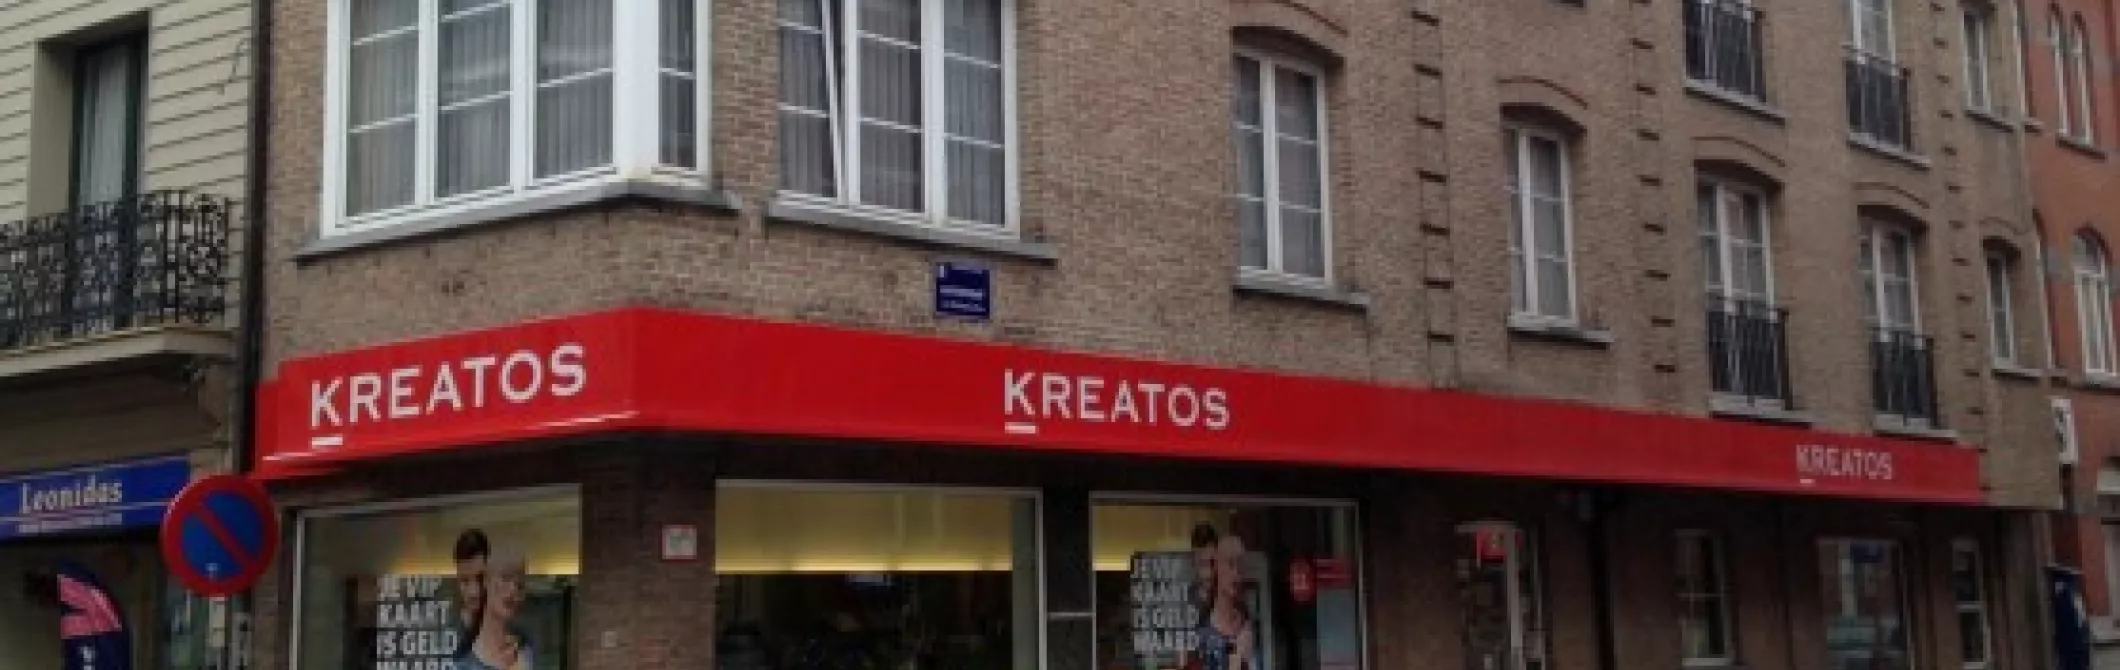 KREATOS
KREATOS
KREATOS
Leonidas
JE VIP
KAART
IS GELD
WAARD
JE VIP
KAART
IS GELD
WAARD